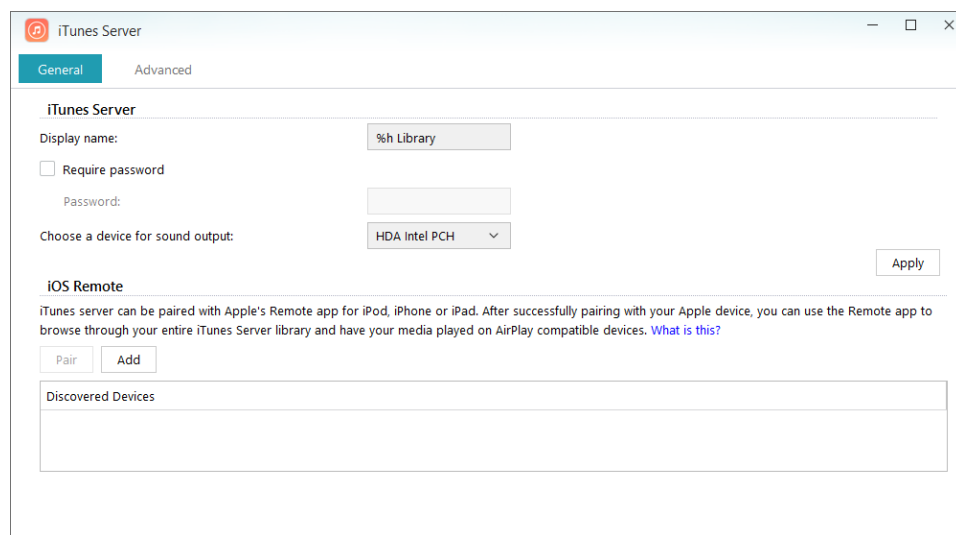 iTunes Server
General Advanced
iTunes Server
Display name: %h Library
Require password
Password:
Choose a device for sound output: HDA Intel PCH
Apply
iOS Remote
iTunes server can be paired with Apple's Remote app for iPod, iPhone or iPad. After successfully pairing with your Apple device, you can use the Remote app to
browse through your entire iTunes Server library and have your media played on AirPlay compatible devices. What is this?
Pair Add
Discovered Devices